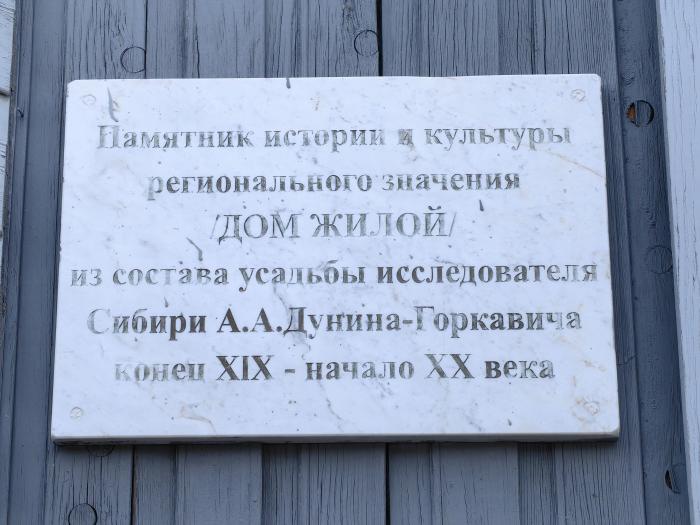 Памятник истории и культуры
регионального значения
/ДОМ ЖИЛОЙ/
из состава усадьбы исследователя
Сибири А.А.Дунина-Горкавича
конец XIX - начало XX века